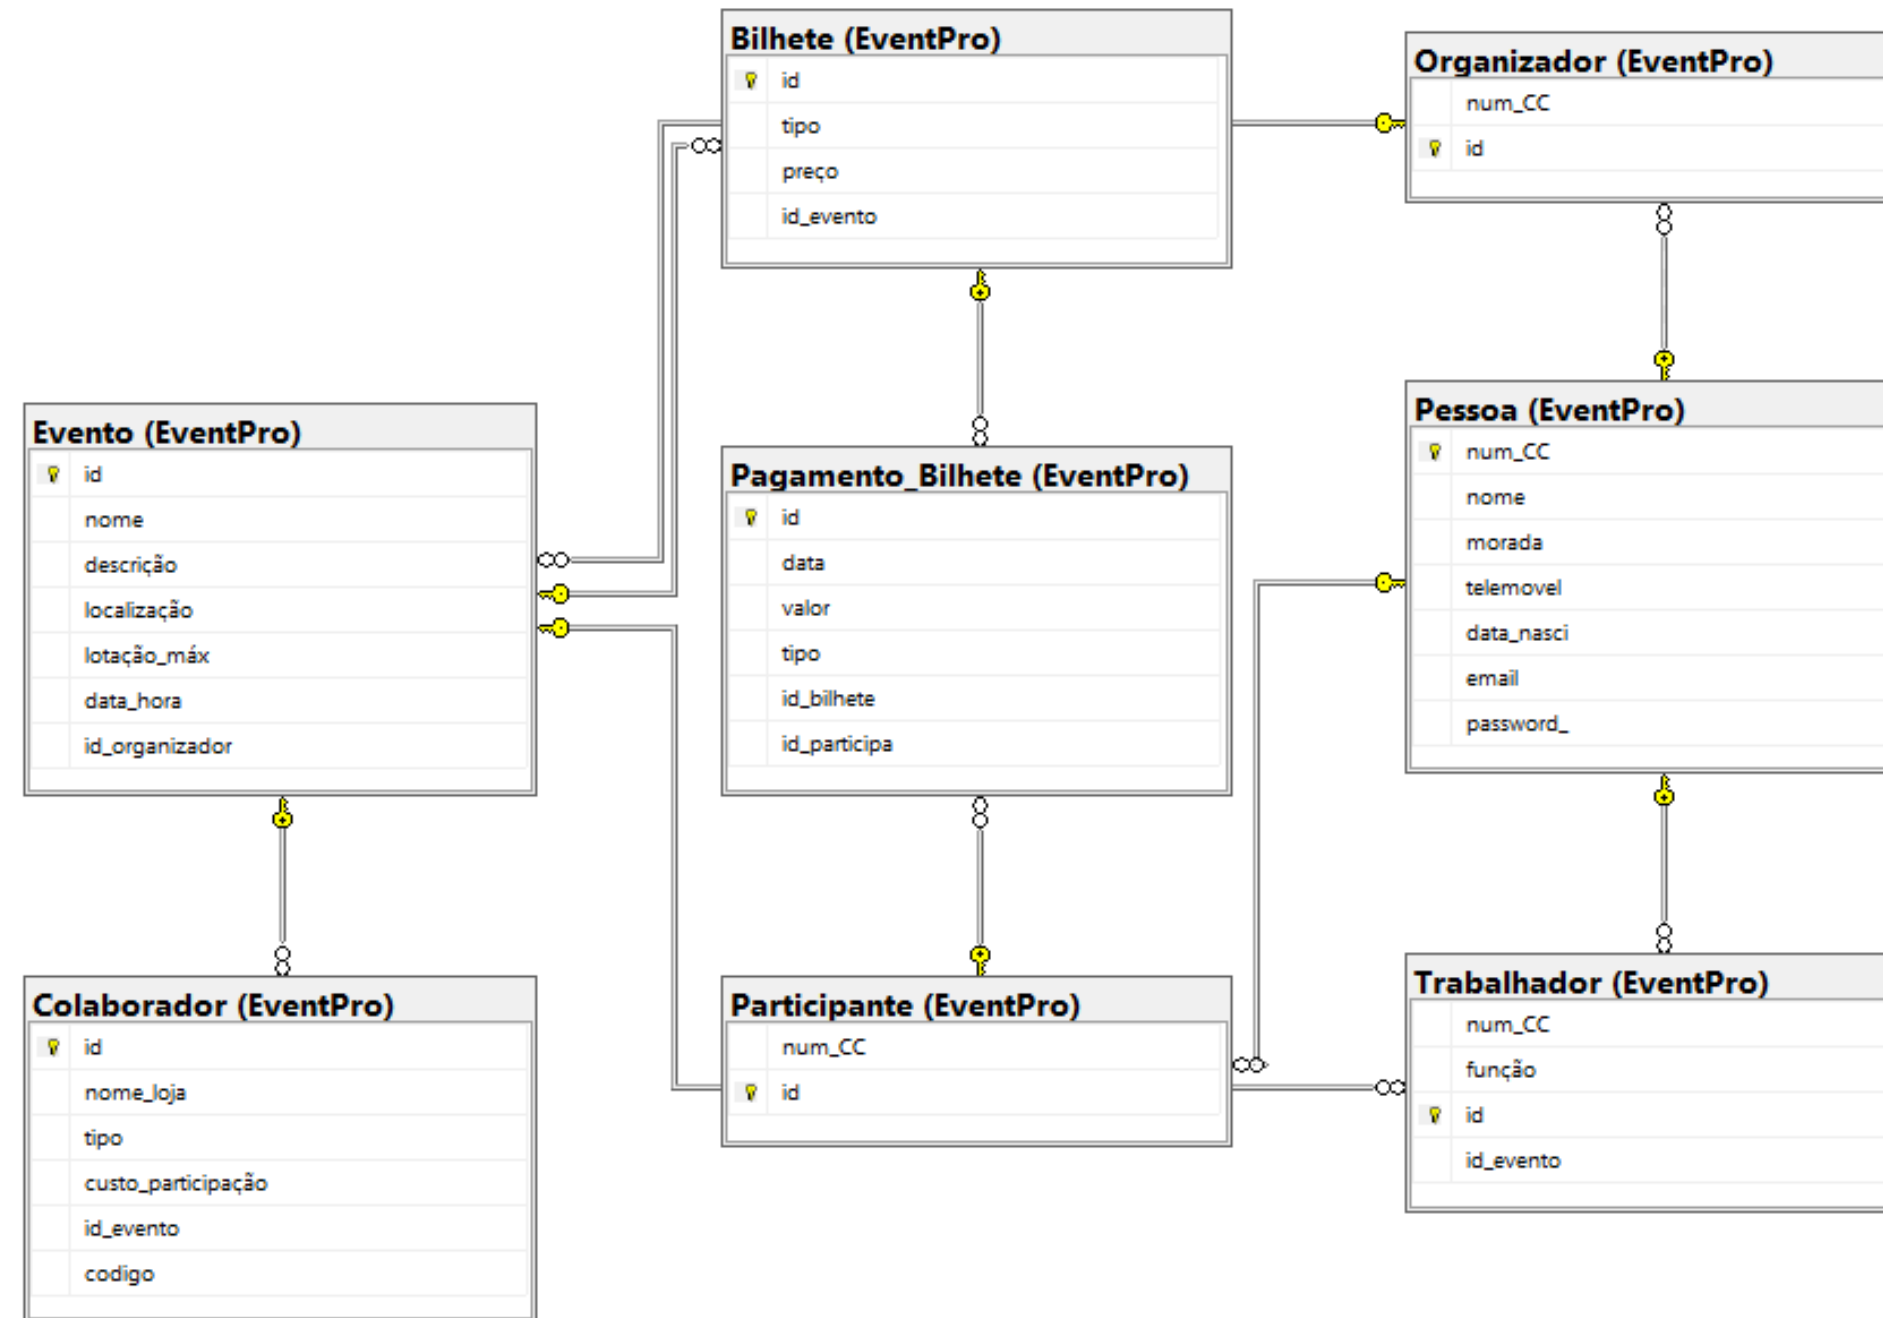 Bilhete (EventPro)
id
tipo
preço
id_evento
Organizador (EventPro)
num_CC
id
Evento (EventPro)
id
nome
descrição
localização
lotação_máx
data_hora
id_organizador
Pagamento_Bilhete (EventPro)
id
data
valor
tipo
id_bilhete
id_participa
Pessoa (EventPro)
num_CC
nome
morada
telemovel
data_nasci
email
password_
Colaborador (EventPro)
id
nome_loja
tipo
custo_participação
id_evento
codigo
Participante (EventPro)
num_CC
id
Trabalhador (EventPro)
num_CC
função
id
id_evento